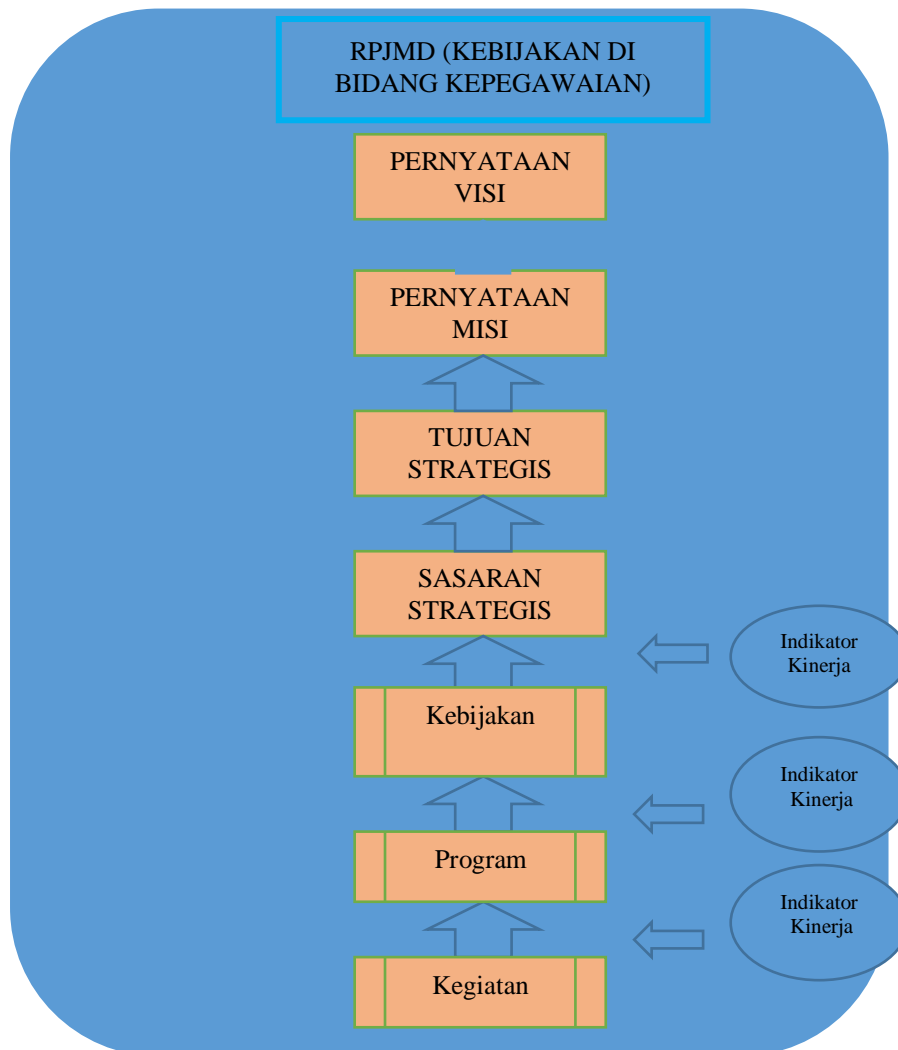 RPJMD (KEBIJAKAN DI
BIDANG KEPEGAWAIAN)
PERNYATAAN
VISI
PERNYATAAN
MISI
TUJUAN
STRATEGIS
SASARAN
STRATEGIS
Indikator
Kinerja
Kebijakan
Indikator
Kinerja
Program
Indikator
Kinerja
Kegiatan